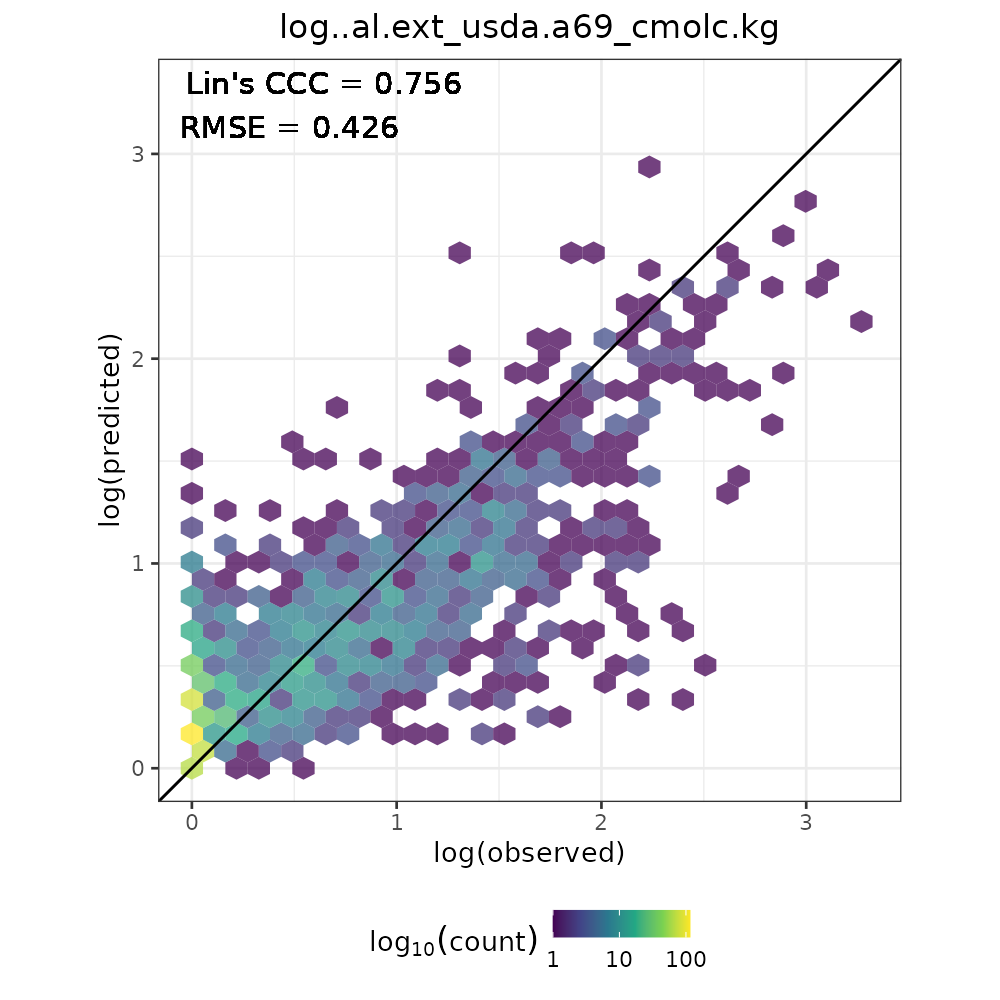 log..al.ext_usda.a69_cmolc.kg
Lin's CCC = 0.756
RMSE = 0.426
log(predicted)
3
2
1
0
0 1 2 3
log(observed)
log₁₀(count)
1 10 100